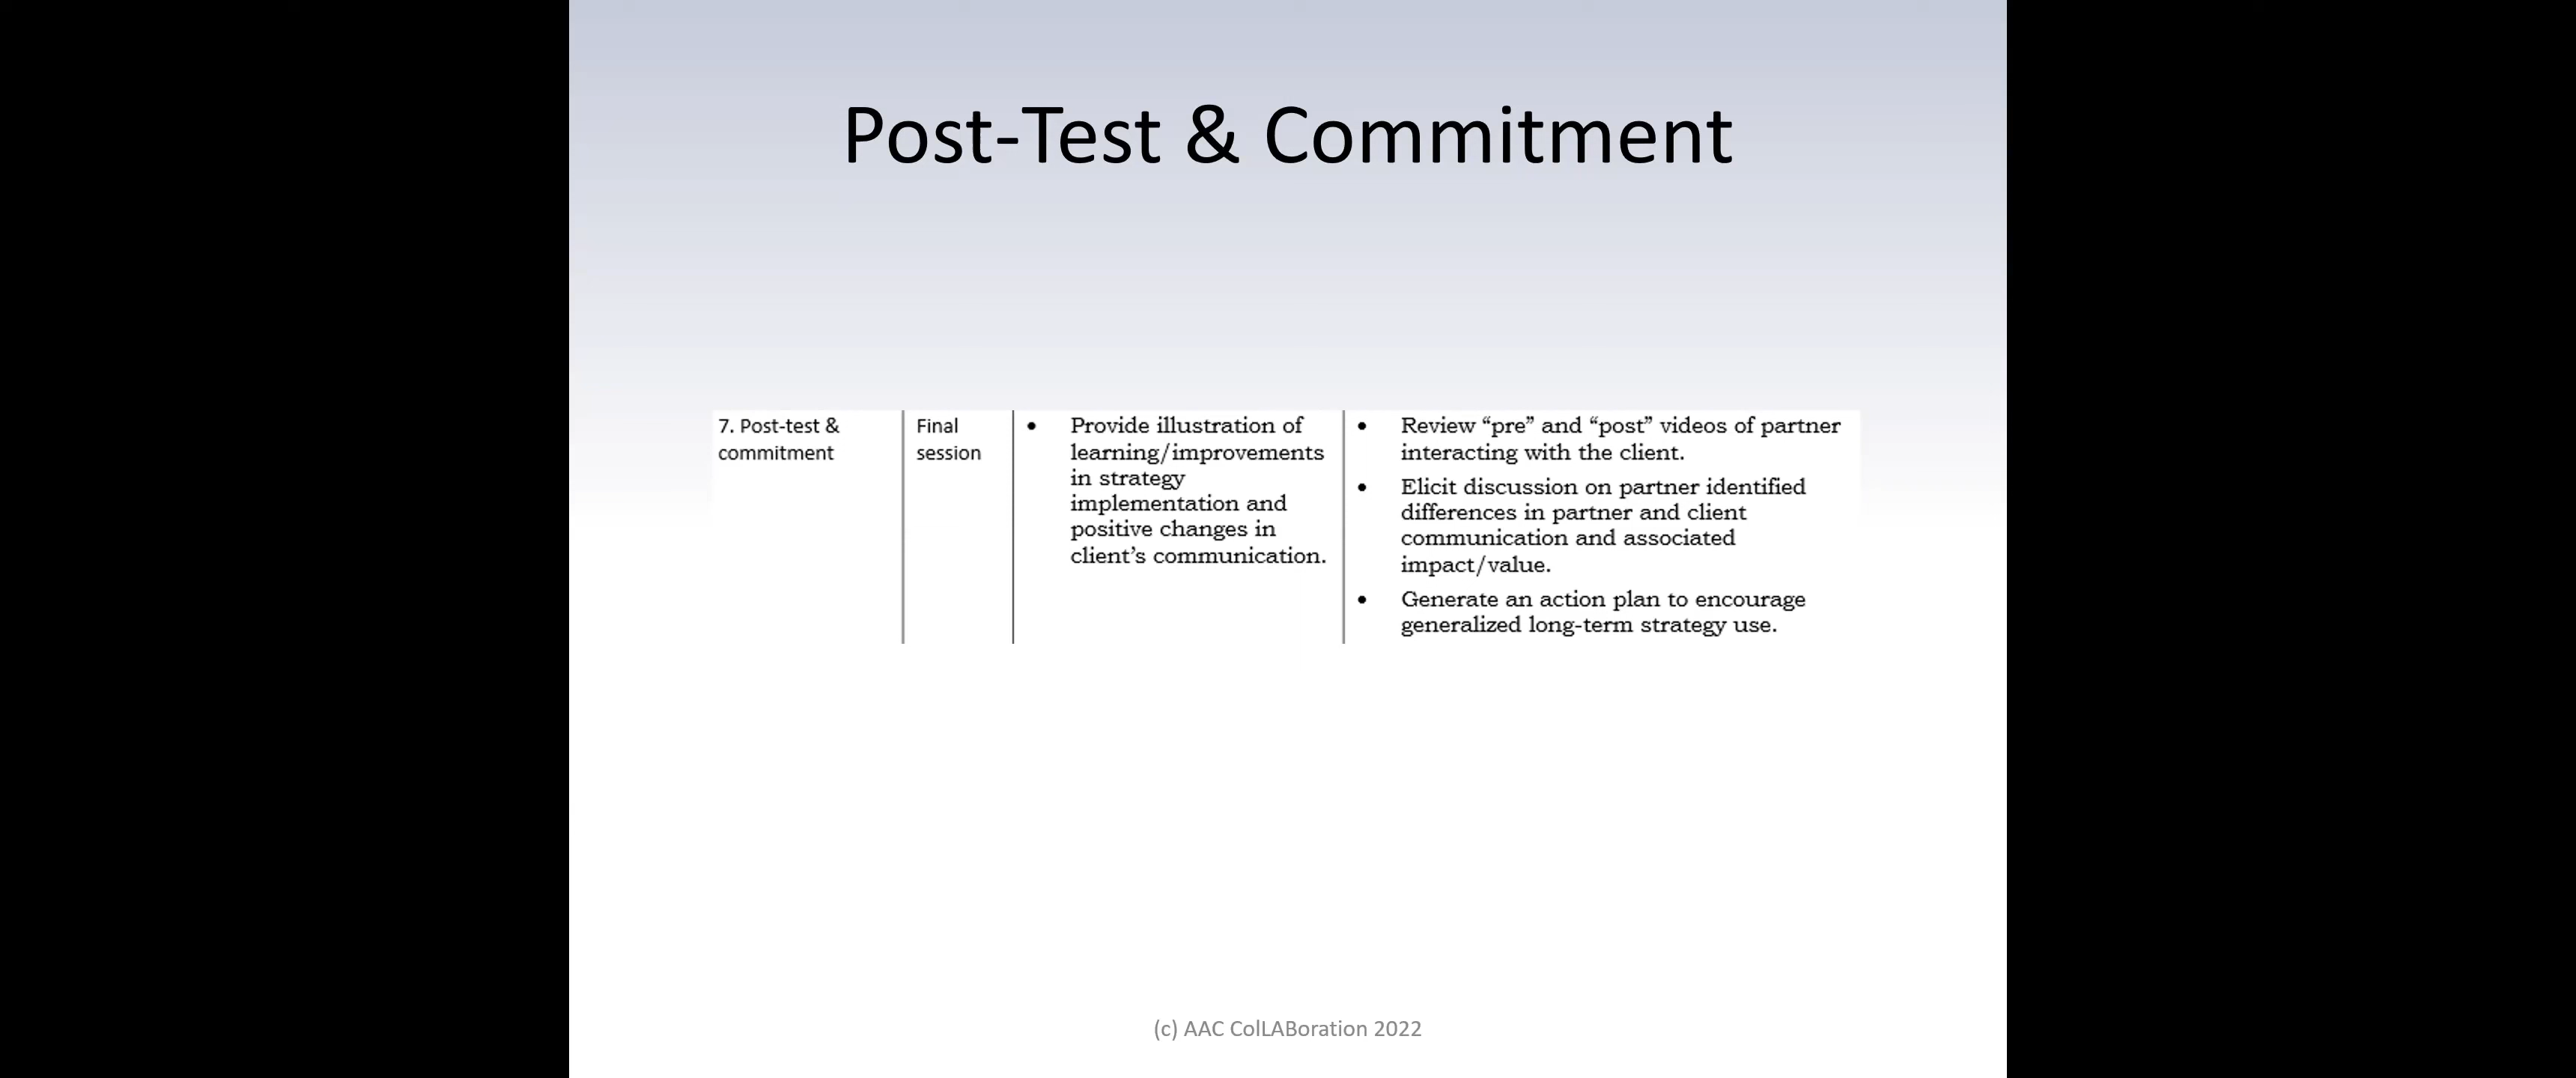 Post-Test & Commitment
7. Post-test &
commitment
Final
session
• Provide illustration of
learning/improvements
in strategy
implementation and
positive changes in
client's communication.
• Review “pre” and “post” videos of partner
interacting with the client.
• Elicit discussion on partner identified
differences in partner and client
communication and associated
impact/value.
• Generate an action plan to encourage
generalized long-term strategy use.
(c) AAC ColLABoration 2022